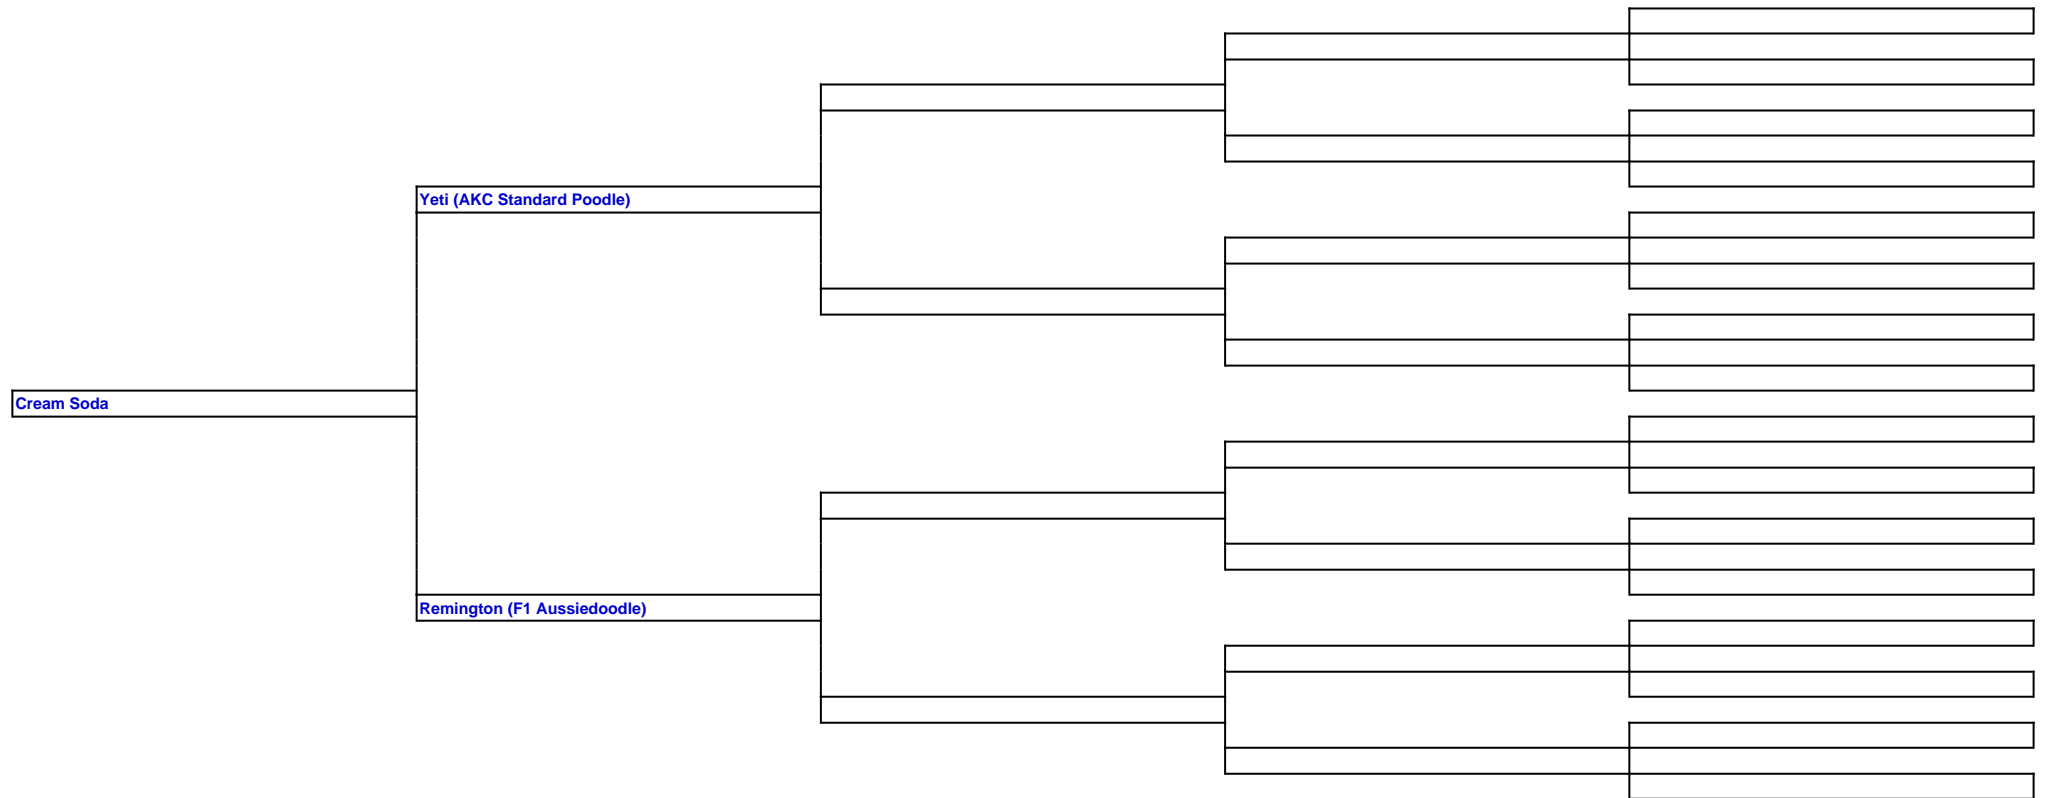 Yeti (AKC Standard Poodle)
Cream Soda
Remington (F1 Aussiedoodle)